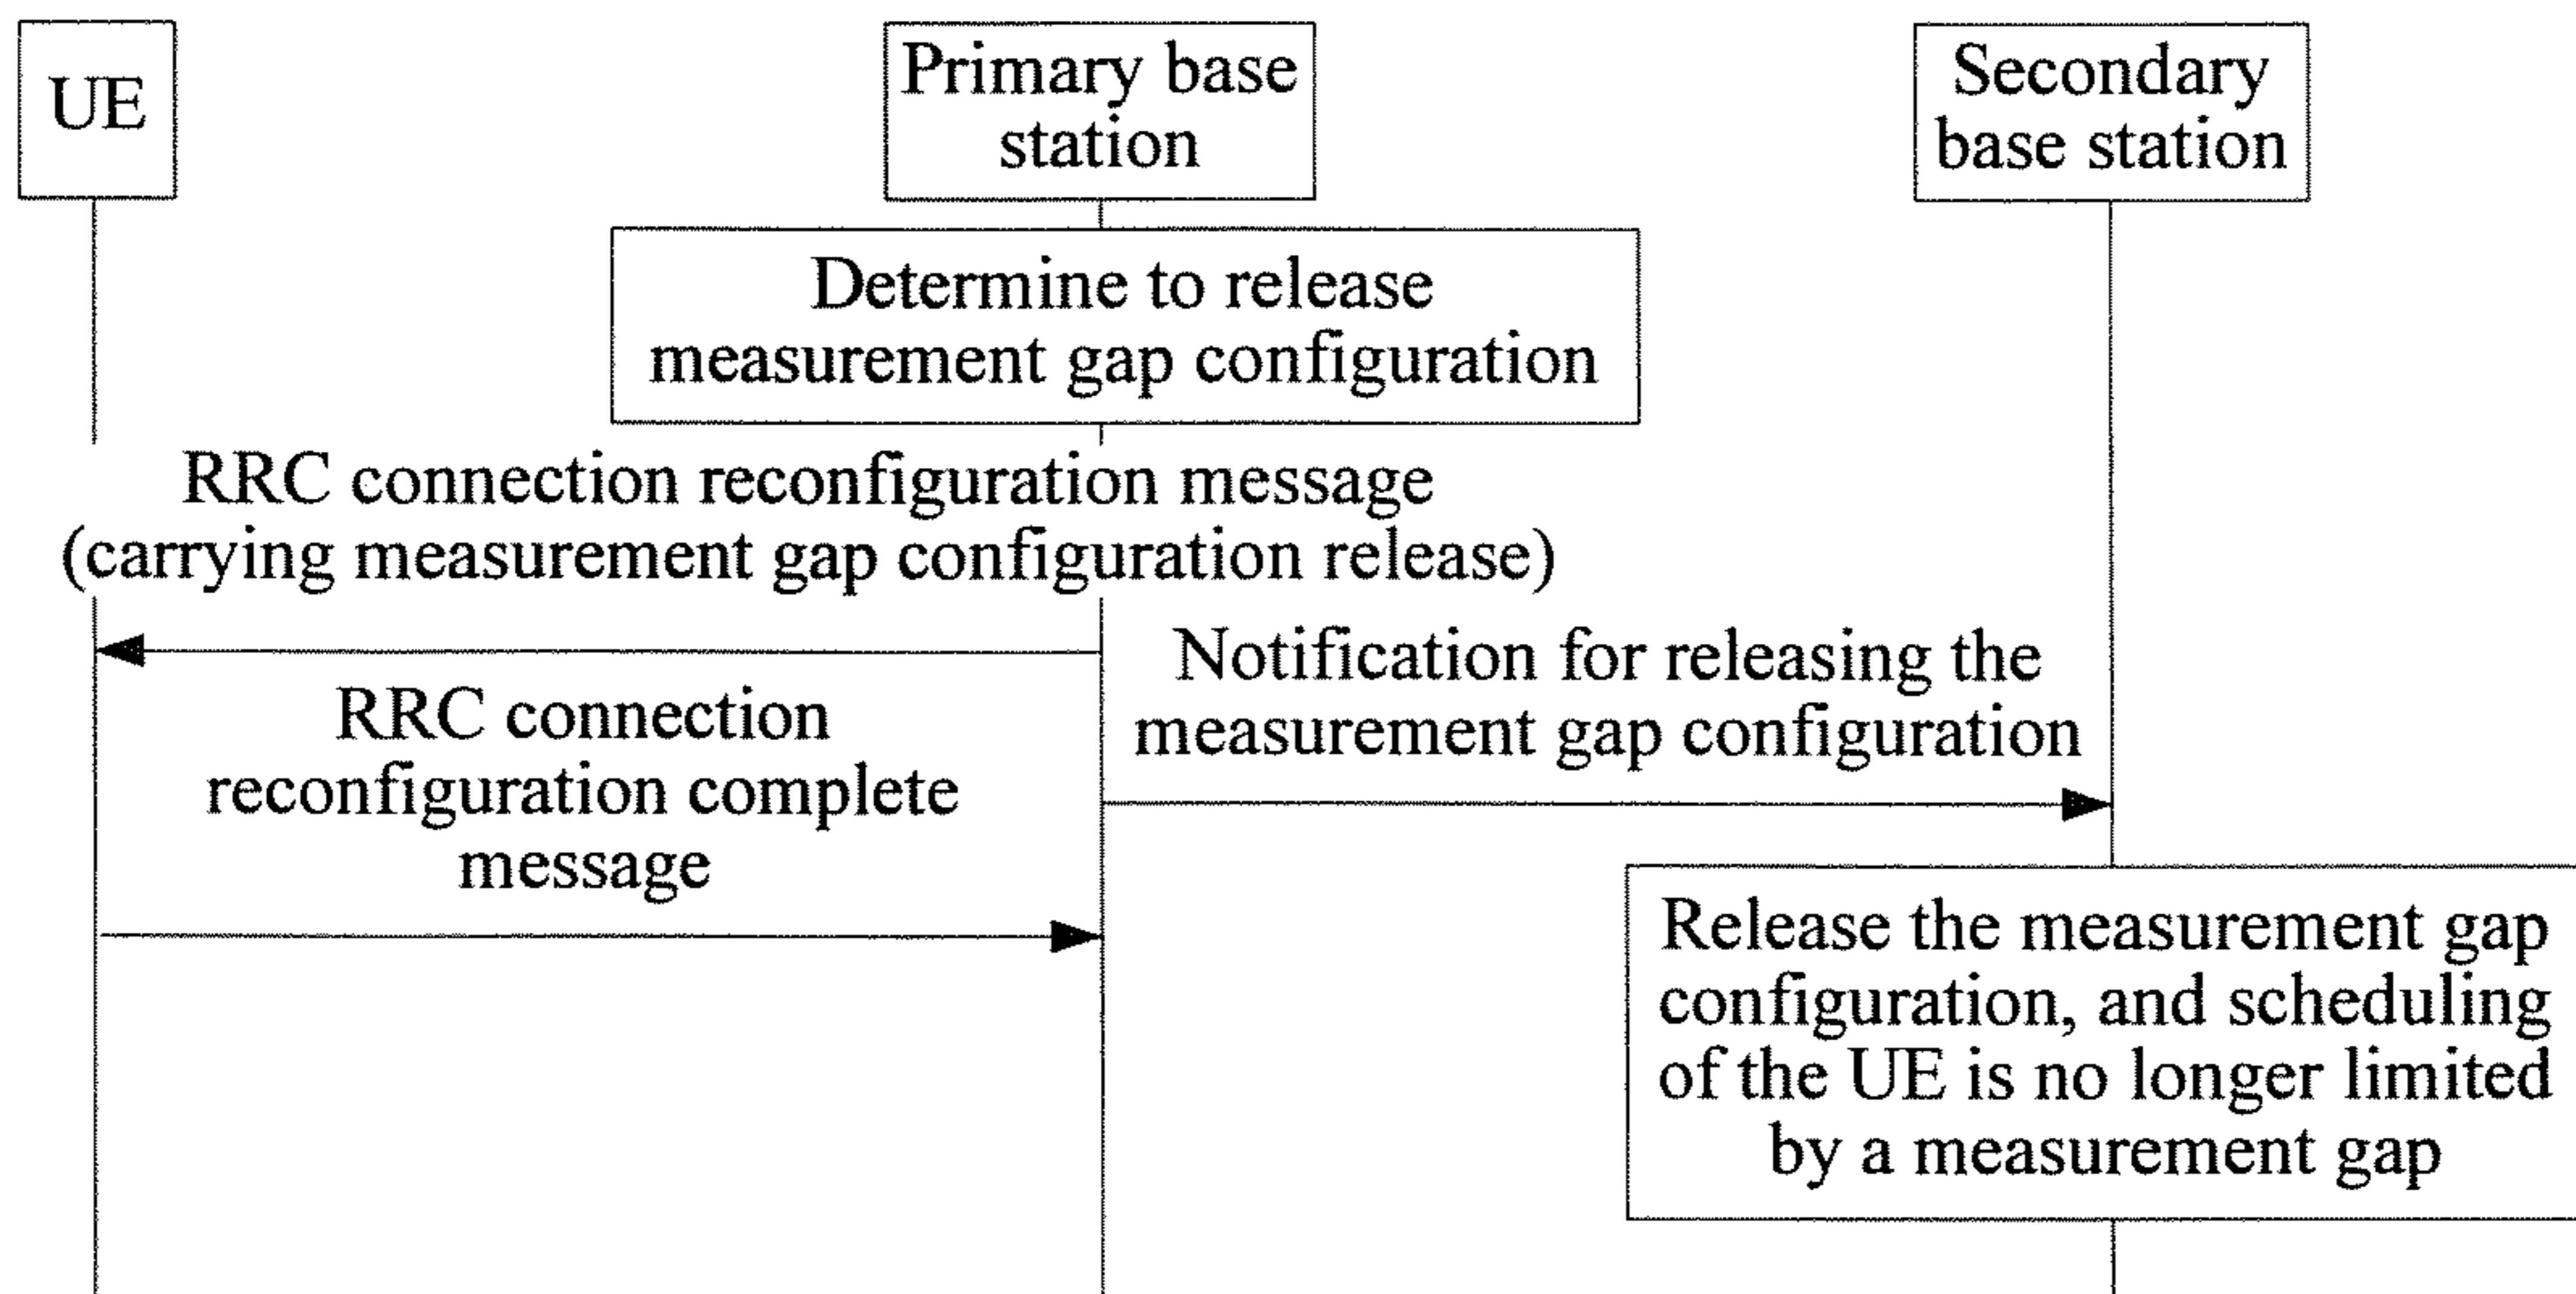 UE
Primary base
station
Secondary
base station
Determine to release
measurement gap configuration
RRC connection reconfiguration message
(carrying measurement gap configuration release)
Notification for releasing the
measurement gap configuration
RRC connection
reconfiguration complete
message
Release the measurement gap
configuration, and scheduling
of the UE is no longer limited
by a measurement gap